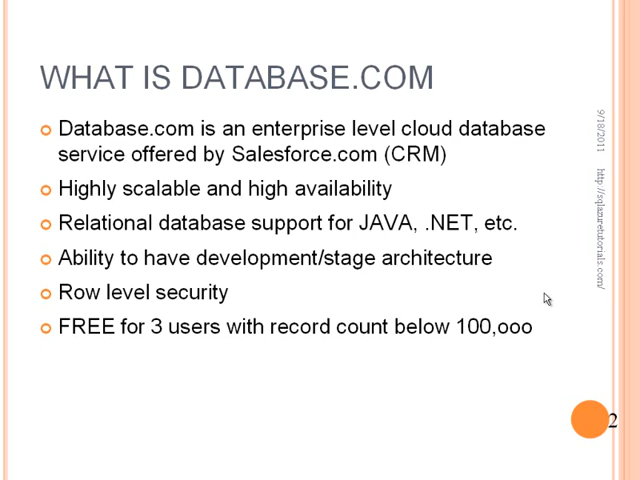 WHAT IS DATABASE.COM
Database.com is an enterprise level cloud database
service offered by Salesforce.com (CRM)
Highly scalable and high availability
Relational database support for JAVA, .NET, etc.
Ability to have development/stage architecture
Row level security
FREE for 3 users with record count below 100,ooo
9/18/2011
http://sqlazuretutorials.com/
2